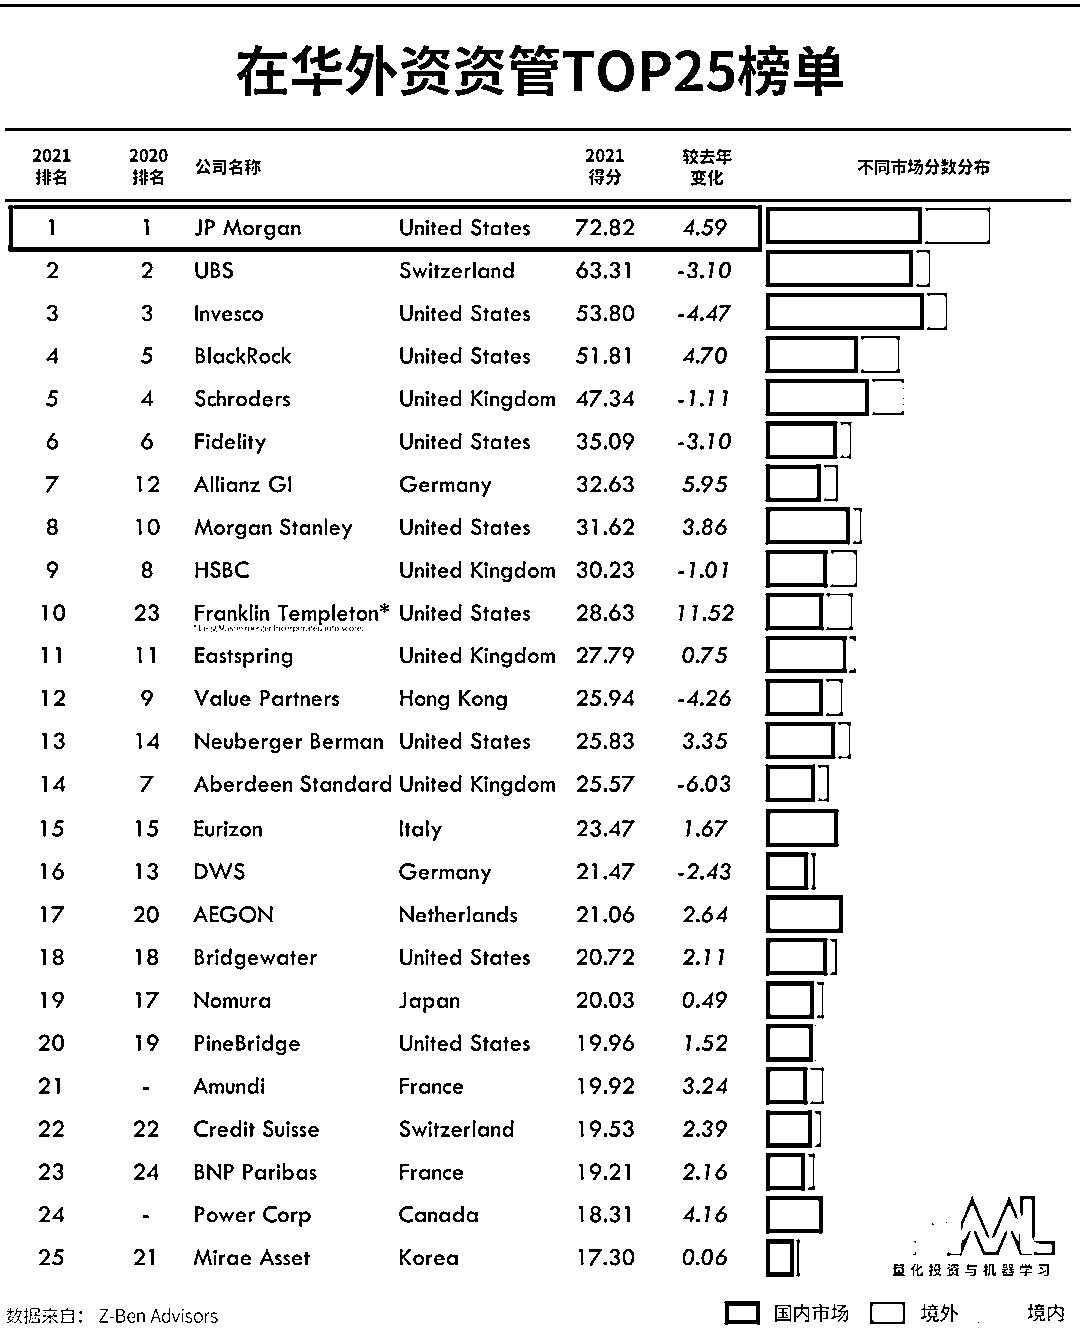 在华外资资管TOP25榜单
2021排名 2020排名 公司名称 2021得分 较去年变化 不同市场分数分布
1 1 JP Morgan United States 72.82 4.59
2 2 UBS Switzerland 63.31 -3.10
3 3 Invesco United States 53.80 -4.47
4 5 BlackRock United States 51.81 4.70
5 4 Schroders United Kingdom 47.34 -1.11
6 6 Fidelity United States 35.09 -3.10
7 12 Allianz GI Germany 32.63 5.95
8 10 Morgan Stanley United States 31.62 3.86
9 8 HSBC United Kingdom 30.23 -1.01
10 23 Franklin Templeton* United States 28.63 11.52
11 11 Eastspring United Kingdom 27.79 0.75
12 9 Value Partners Hong Kong 25.94 -4.26
13 14 Neuberger Berman United States 25.83 3.35
14 7 Aberdeen Standard United Kingdom 25.57 -6.03
15 15 Eurizon Italy 23.47 1.67
16 13 DWS Germany 21.47 -2.43
17 20 AEGON Netherlands 21.06 2.64
18 18 Bridgewater United States 20.72 2.11
19 17 Nomura Japan 20.03 0.49
20 19 PineBridge United States 19.96 1.52
21 - Amundi France 19.92 3.24
22 22 Credit Suisse Switzerland 19.53 2.39
23 24 BNP Paribas France 19.21 2.16
24 - Power Corp Canada 18.31 4.16
25 21 Mirae Asset Korea 17.30 0.06
量化投资与机器学习
数据来自： Z-Ben Advisors 国内市场 境外 境内